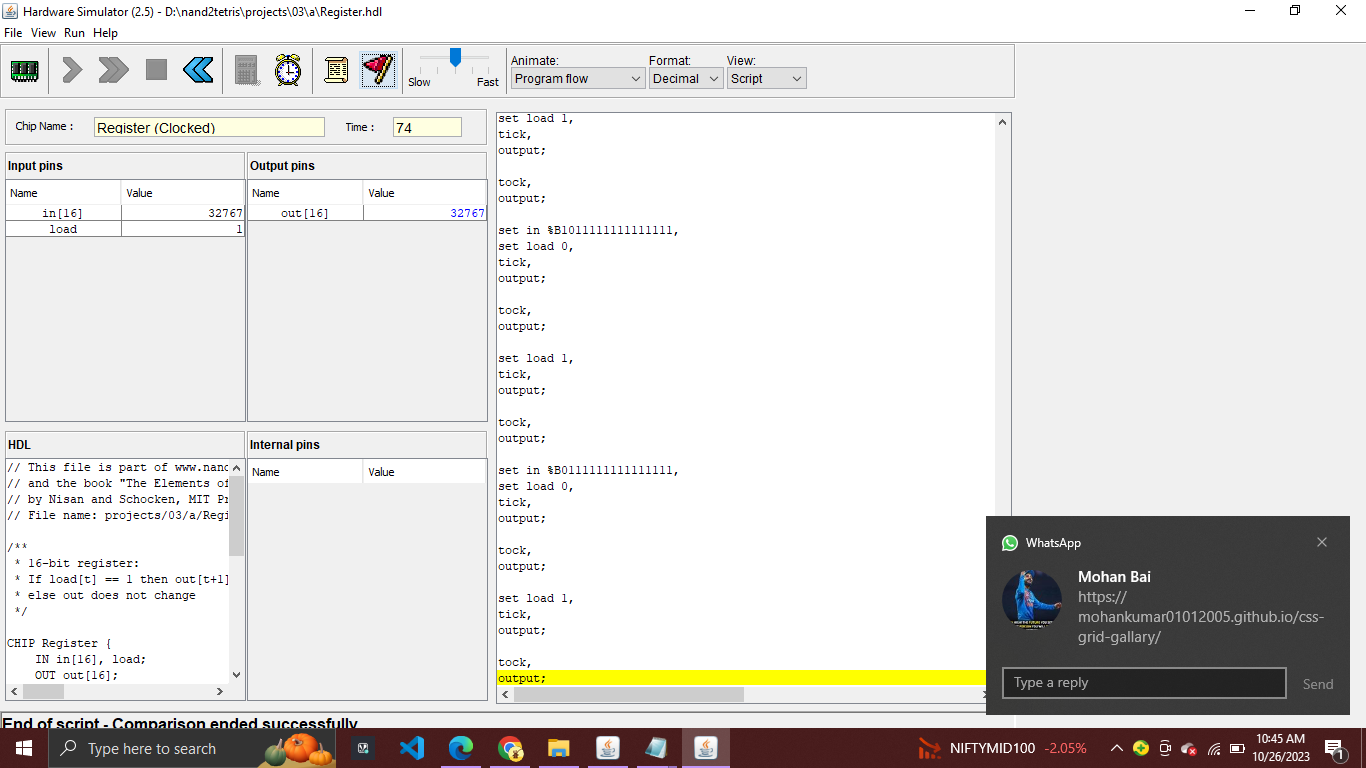 Hardware Simulator (2.5) - D:\nand2tetris\projects\03\a\Register.hdl
File View Run Help
Slow Fast
Animate: Format: View:
Program flow Decimal Script
Chip Name : Register (Clocked) Time : 74
Input pins
Name Value
in[16] 32767
load 1
Output pins
Name Value
out[16] 32767
HDL
// This file is part of www.nand
// and the book "The Elements of
// by Nisan and Schocken, MIT Pr
// File name: projects/03/a/Regi
/**
* 16-bit register:
* If load[t] == 1 then out[t+1]
* else out does not change
*/
CHIP Register {
IN in[16], load;
OUT out[16];
Internal pins
Name Value
set load 1,
tick,
output;
tock,
output;
set in %B1011111111111111,
set load 0,
tick,
output;
tock,
output;
set load 1,
tick,
output;
tock,
output;
set in %B0111111111111111,
set load 0,
tick,
output;
tock,
output;
set load 1,
tick,
output;
tock,
output;
End of script - Comparison ended successfully
WhatsApp
Mohan Bai
https://
mohankumar01012005.github.io/css-
grid-gallary/
Type a reply Send
Type here to search
NIFTYMID100 -2.05%
10:45 AM
10/26/2023
1